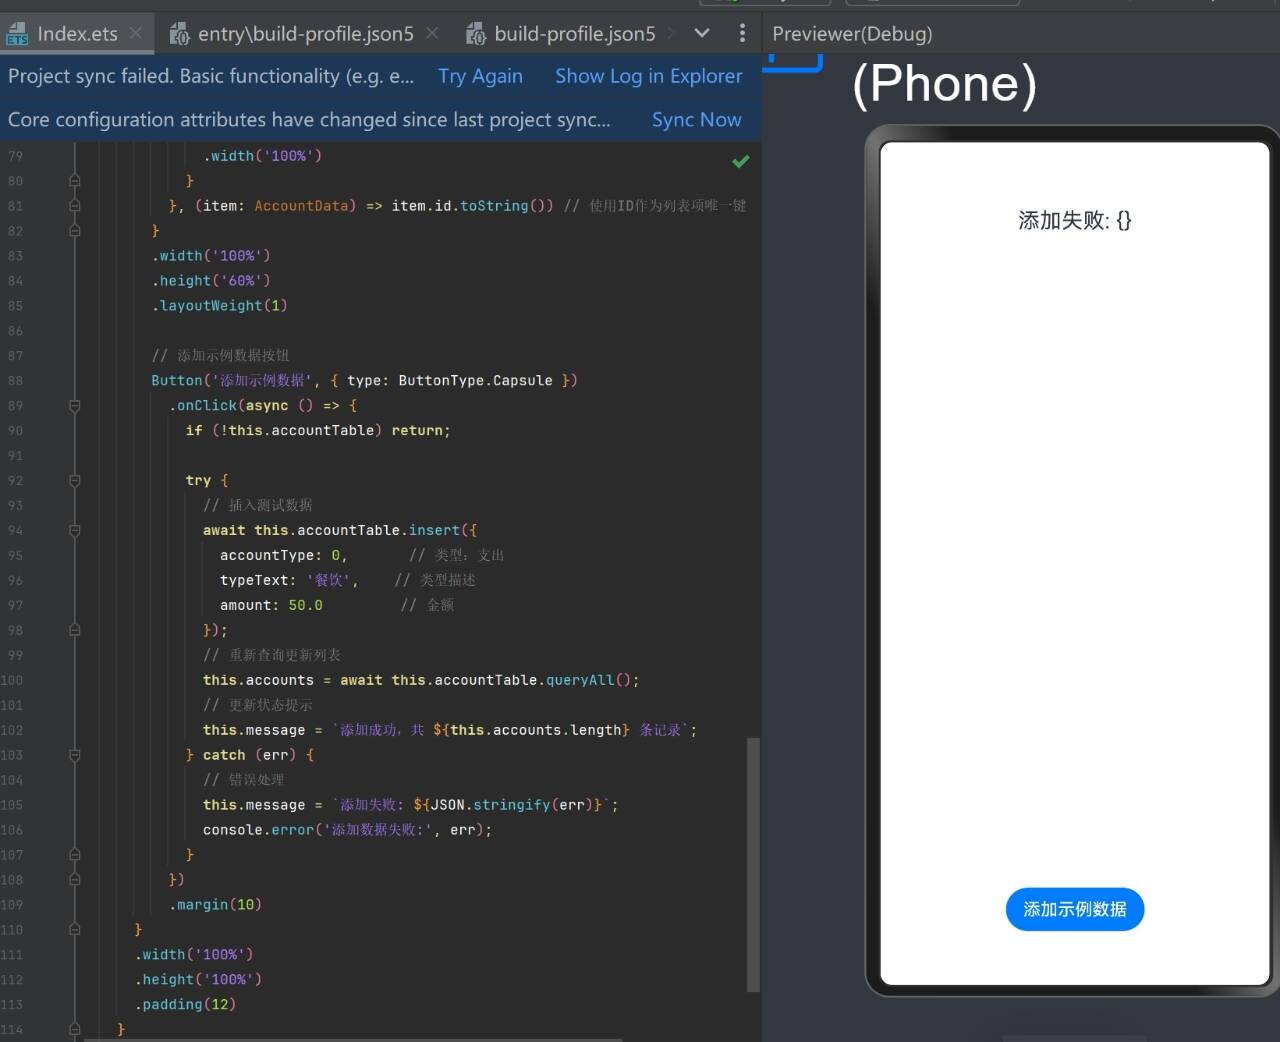 Index.ets
entry\build-profile.json5
build-profile.json5
Previewer(Debug)
Project sync failed. Basic functionality (e.g. e...
Try Again
Show Log in Explorer
Core configuration attributes have changed since last project sync...
Sync Now
79 .width('100%')
80 }
81 }, (item: AccountData) => item.id.toString()) // 使用ID作为列表项唯一键
82 }
83 .width('100%')
84 .height('60%')
85 .layoutWeight(1)
86
87 // 添加示例数据按钮
88 Button('添加示例数据', { type: ButtonType.Capsule })
89 .onClick(async () => {
90 if (!this.accountTable) return;
91
92 try {
93 // 插入测试数据
94 await this.accountTable.insert({
95 accountType: 0, // 类型: 支出
96 typeText: '餐饮', // 类型描述
97 amount: 50.0 // 金额
98 });
99 // 重新查询更新列表
100 this.accounts = await this.accountTable.queryAll();
101 // 更新状态提示
102 this.message = `添加成功，共 ${this.accounts.length} 条记录`;
103 } catch (err) {
104 // 错误处理
105 this.message = `添加失败: ${JSON.stringify(err)}`;
106 console.error('添加数据失败:', err);
107 }
108 })
109 .margin(10)
110 }
111 .width('100%')
112 .height('100%')
113 .padding(12)
114 }
(Phone)
添加失败: {}
添加示例数据
ETS